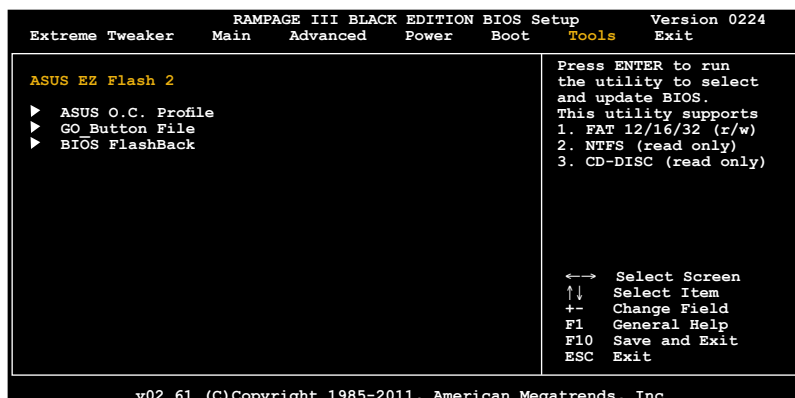 RAMPAGE III BLACK EDITION BIOS Setup Version 0224
Extreme Tweaker Main Advanced Power Boot Tools Exit
ASUS EZ Flash 2
▶ ASUS O.C. Profile
▶ GO_Button File
▶ BIOS FlashBack
Press ENTER to run
the utility to select
and update BIOS.
This utility supports
1. FAT 12/16/32 (r/w)
2. NTFS (read only)
3. CD-DISC (read only)
←→ Select Screen
↑↓ Select Item
+- Change Field
F1 General Help
F10 Save and Exit
ESC Exit
v02.61 (C)Copyright 1985-2011, American Megatrends, Inc